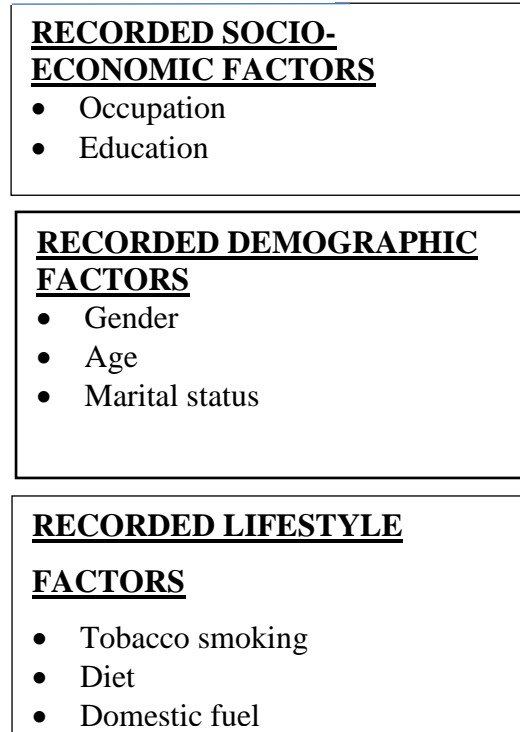 RECORDED SOCIO-
ECONOMIC FACTORS
• Occupation
• Education
RECORDED DEMOGRAPHIC
FACTORS
• Gender
• Age
• Marital status
RECORDED LIFESTYLE
FACTORS
• Tobacco smoking
• Diet
• Domestic fuel